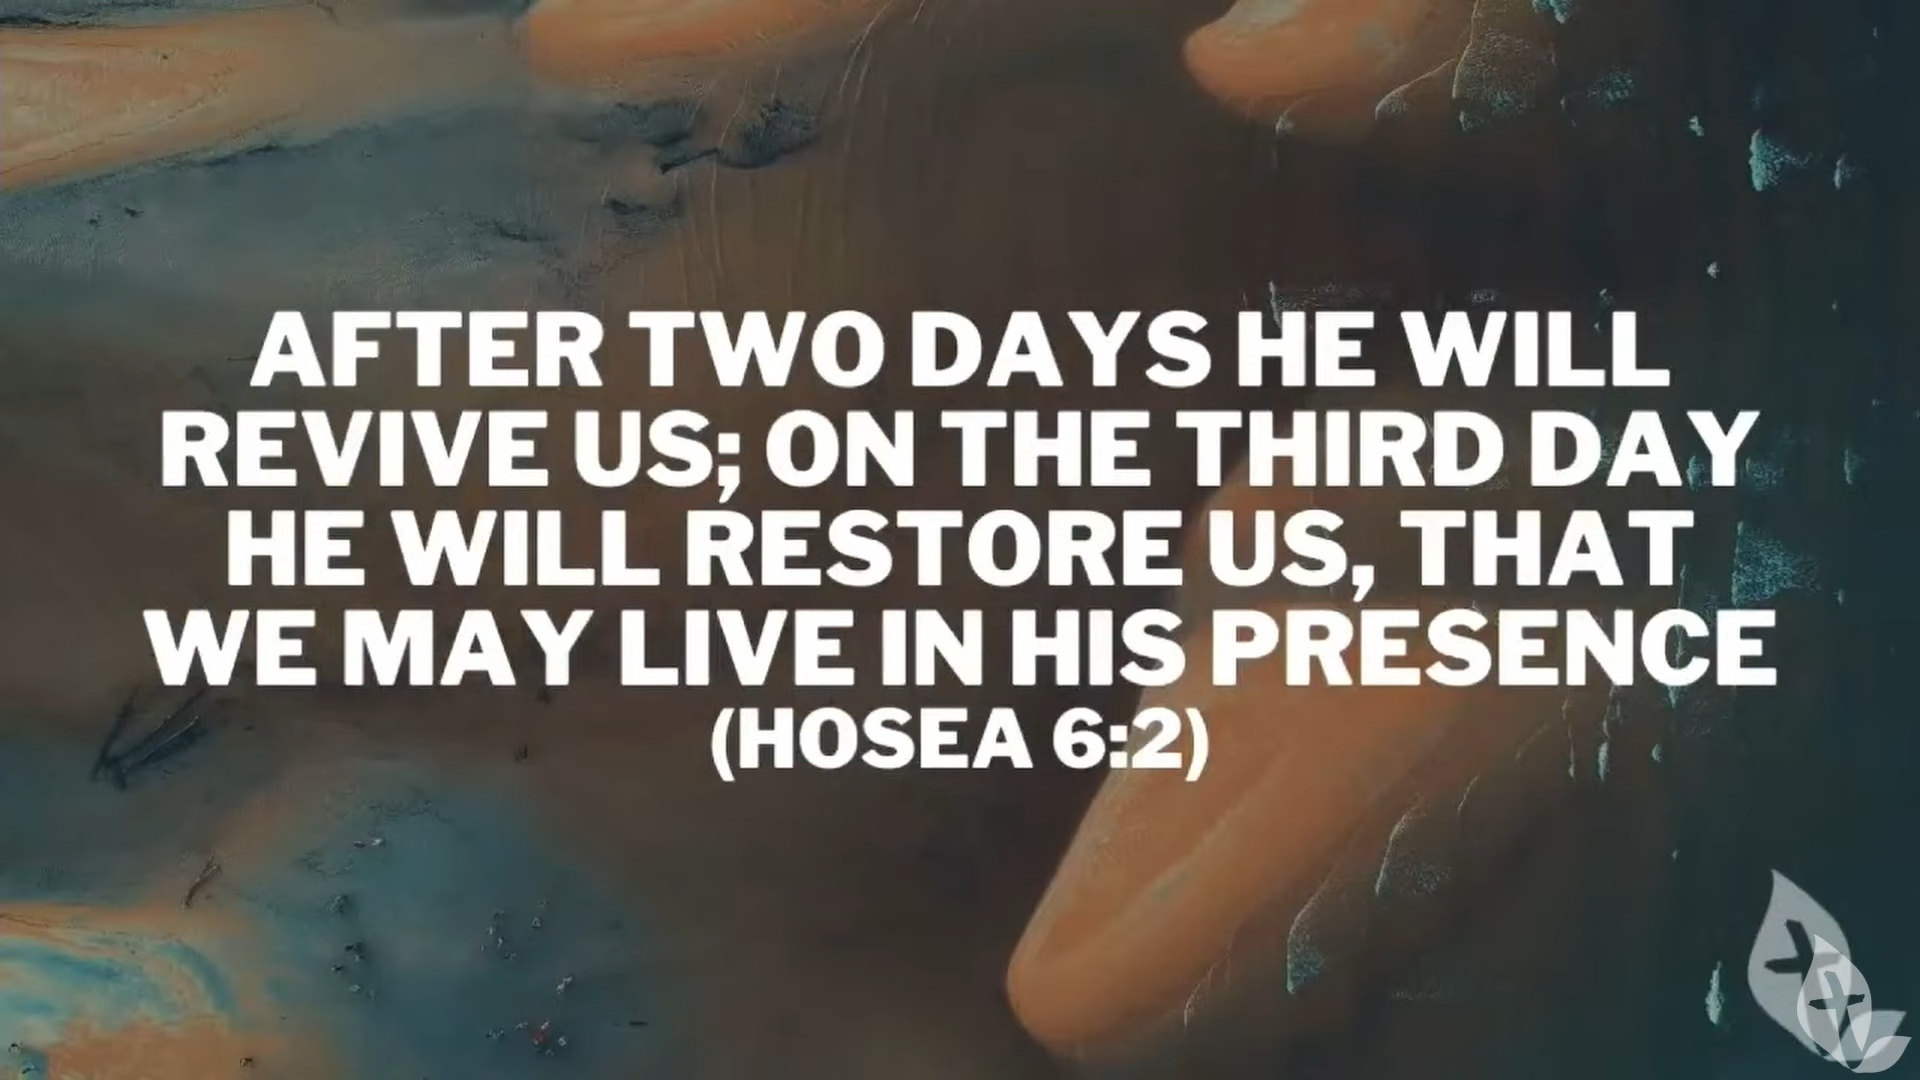 AFTER TWO DAYS HE WILL
REVIVE US; ON THE THIRD DAY
HE WILL RESTORE US, THAT
WE MAY LIVE IN HIS PRESENCE
(HOSEA 6:2)